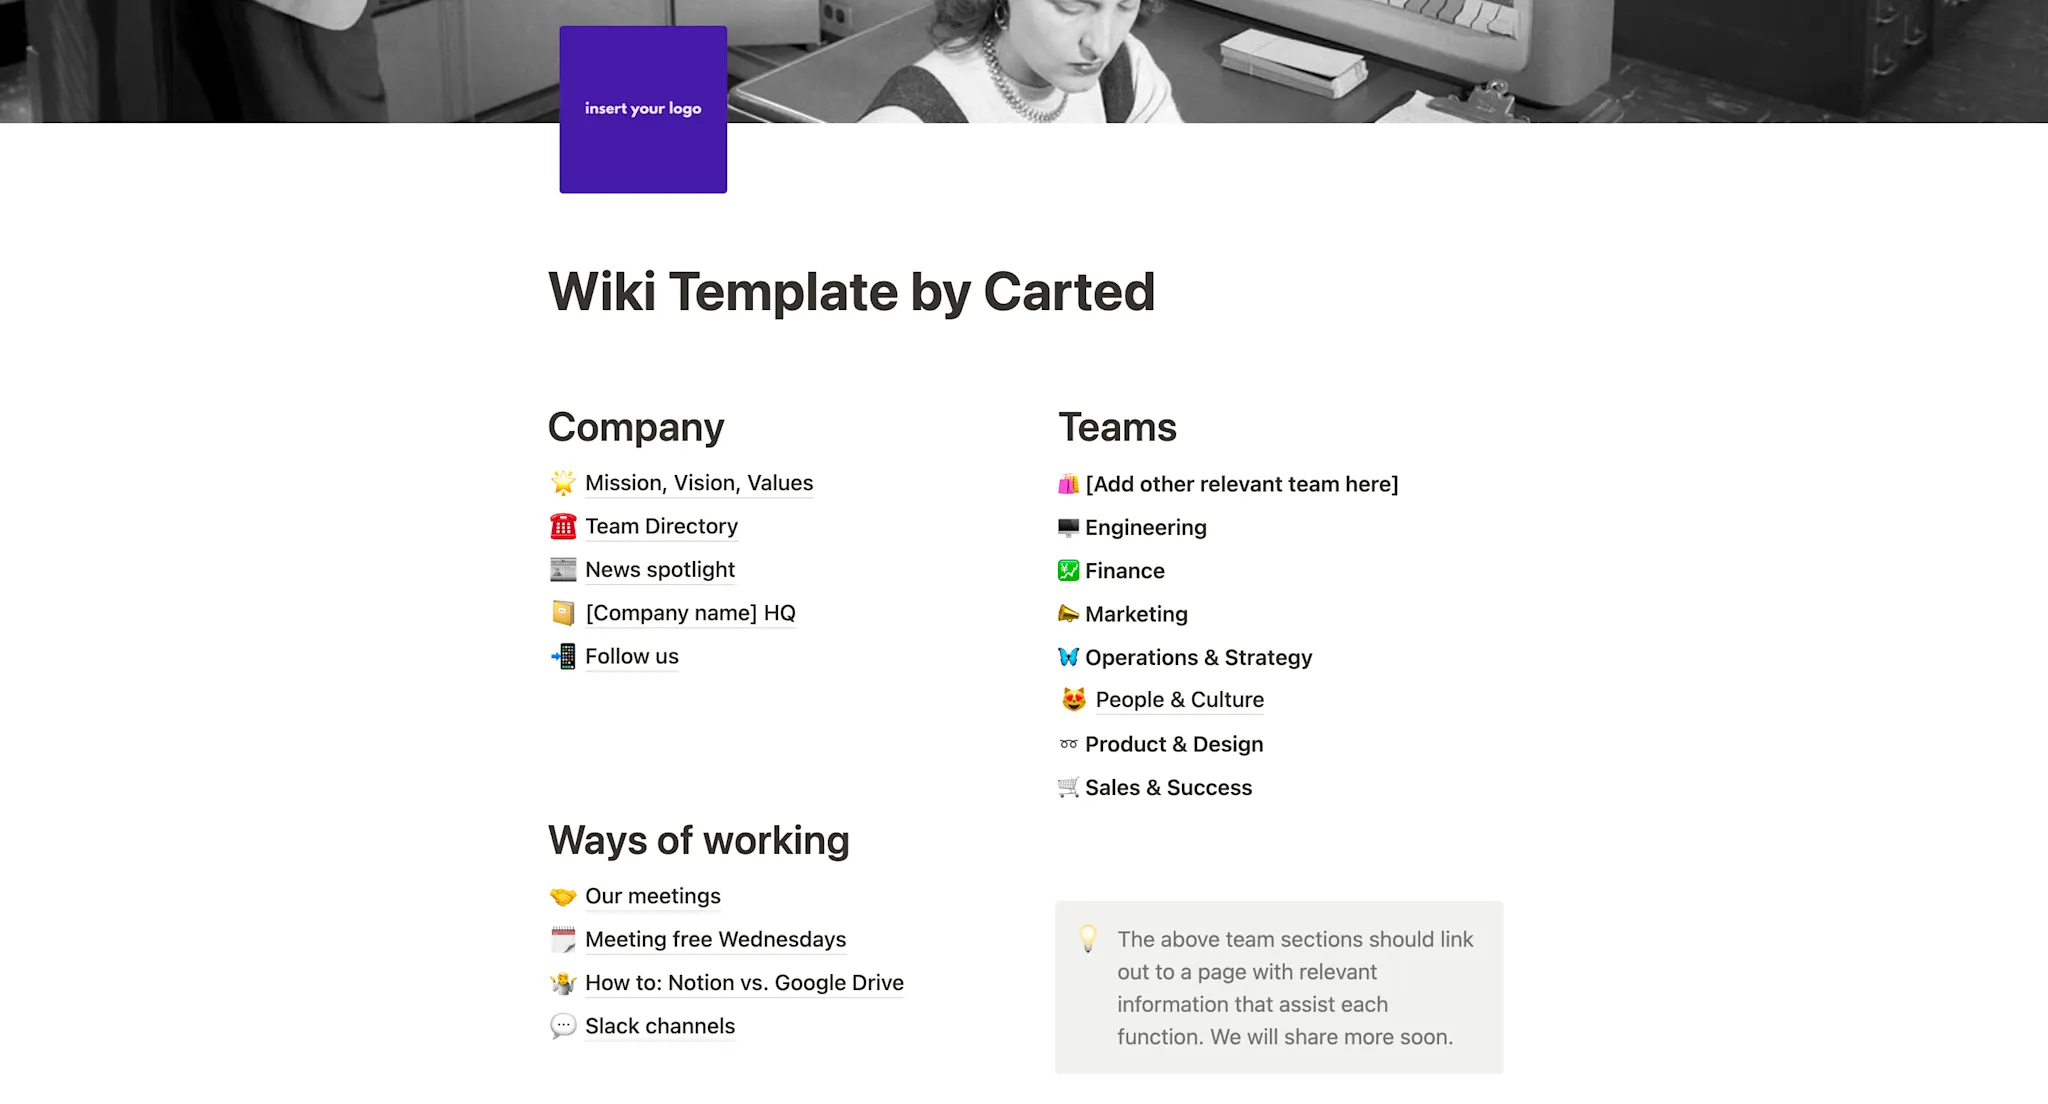 insert your logo
Wiki Template by Carted
Company
Mission, Vision, Values
Team Directory
News spotlight
[Company name] HQ
Follow us
Teams
[Add other relevant team here]
Engineering
Finance
Marketing
Operations & Strategy
People & Culture
Product & Design
Sales & Success
Ways of working
Our meetings
Meeting free Wednesdays
How to: Notion vs. Google Drive
Slack channels
The above team sections should link
out to a page with relevant
information that assist each
function. We will share more soon.